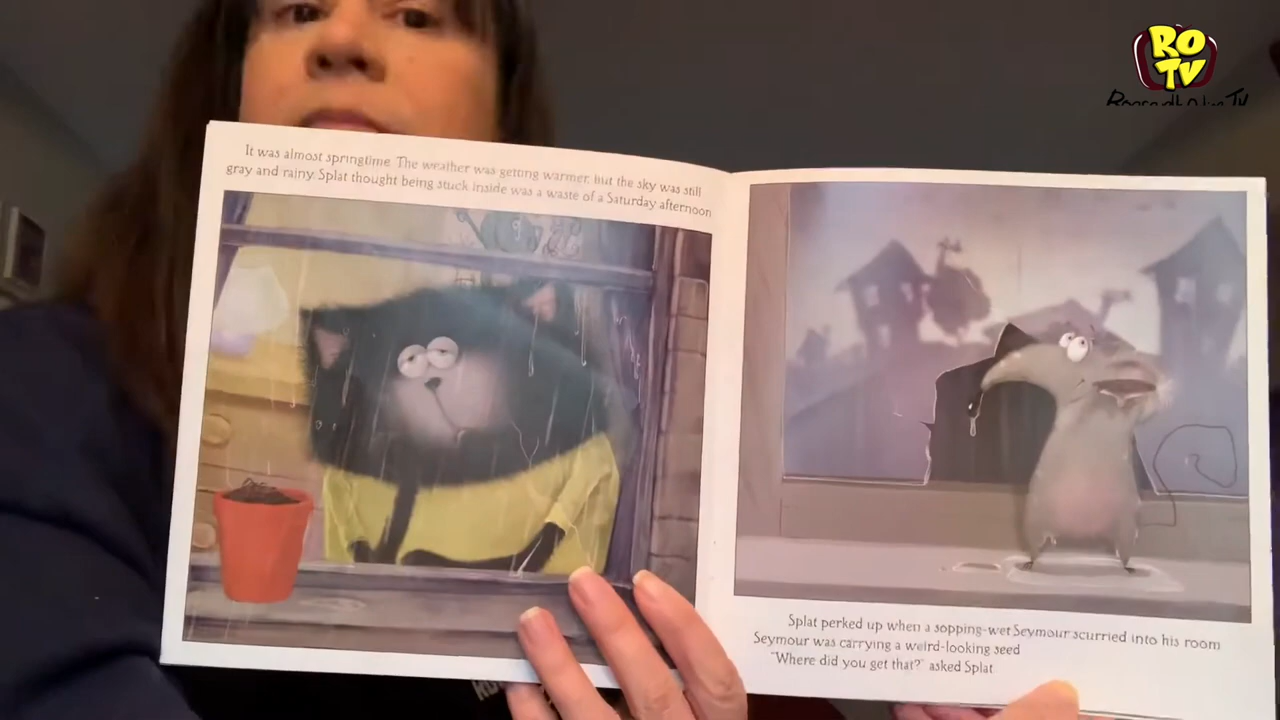 RO
TV
It was almost springtime. The weather was getting warmer, but the sky was still
gray and rainy. Splat thought being stuck inside was a waste of a Saturday afternoon.
Splat perked up when a sopping-wet Seymour scurried into his room
Seymour was carrying a weird-looking seed
"Where did you get that?" asked Splat